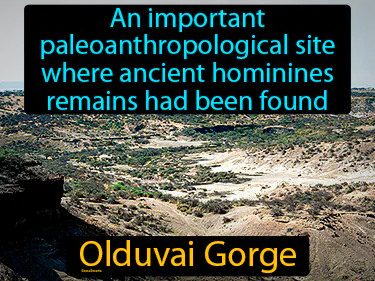 An important
paleoanthropological site
where ancient hominines
remains had been found
Olduvai Gorge